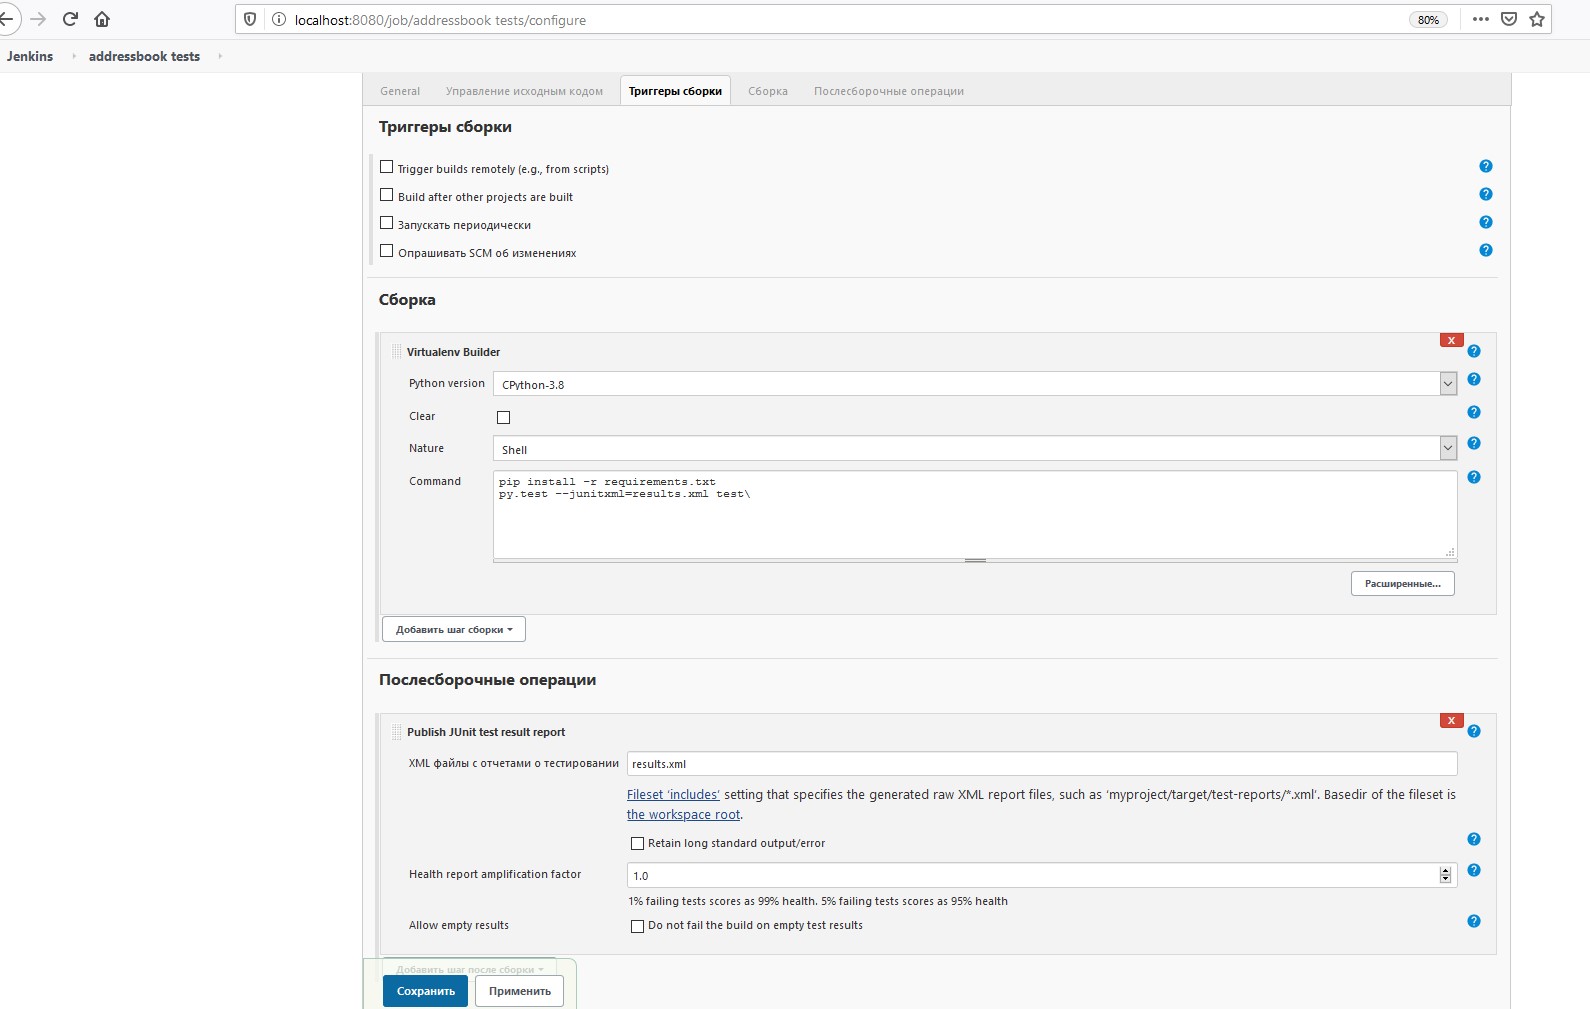 localhost:8080/job/addressbook tests/configure
80%
Jenkins
addressbook tests
General
Управление исходным кодом
Триггеры сборки
Сборка
Послесборочные операции
Триггеры сборки
Trigger builds remotely (e.g., from scripts)
Build after other projects are built
Запускать периодически
Опрашивать SCM об изменениях
Сборка
X
Virtualenv Builder
Python version
CPython-3.8
Clear
Nature
Shell
Command
pip install -r requirements.txt
py.test --junitxml=results.xml test\
Расширенные...
Добавить шаг сборки
Послесборочные операции
X
Publish JUnit test result report
XML файлы с отчетами о тестировании
results.xml
Fileset ‘includes’ setting that specifies the generated raw XML report files, such as ‘myproject/target/test-reports/*.xml’. Basedir of the fileset is
the workspace root.
Retain long standard output/error
Health report amplification factor
1.0
1% failing tests scores as 99% health. 5% failing tests scores as 95% health
Allow empty results
Do not fail the build on empty test results
Добавить шаг после сборки
Сохранить
Применить